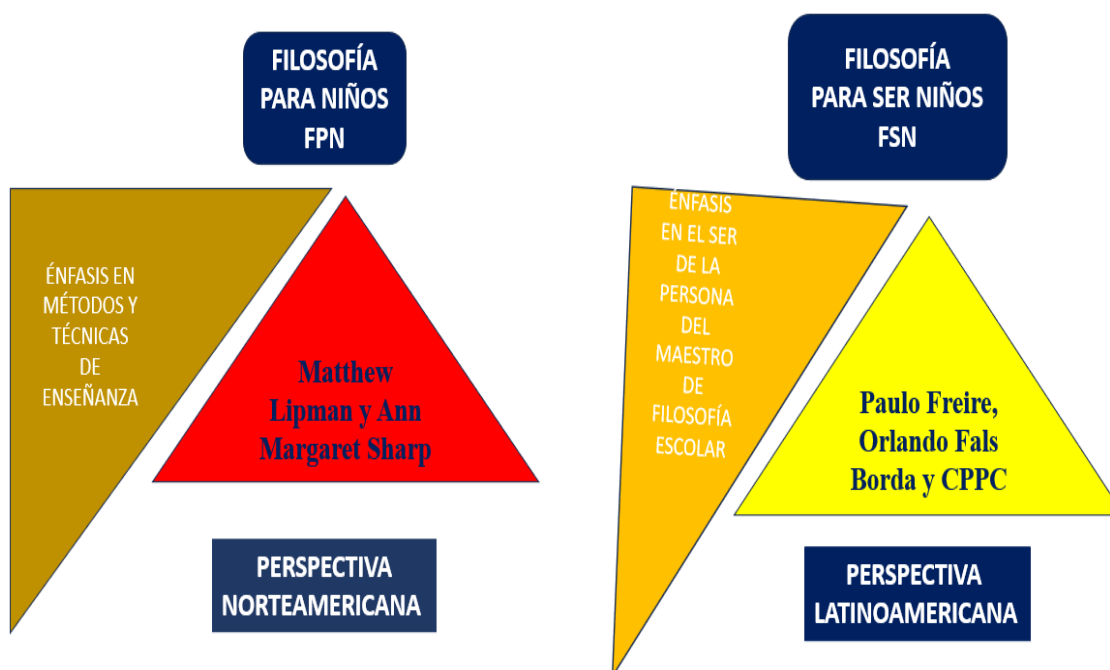 FILOSOFÍA
PARA NIÑOS
FPN
ÉNFASIS EN
MÉTODOS Y
TÉCNICAS
DE
ENSEÑANZA
Matthew
Lipman y Ann
Margaret Sharp
PERSPECTIVA
NORTEAMERICANA
FILOSOFÍA
PARA SER NIÑOS
FSN
ÉNFASIS
EN EL SER
DE LA
PERSONA
DEL
MAESTRO
DE
FILOSOFÍA
ESCOLAR
Paulo Freire,
Orlando Fals
Borda y CPPC
PERSPECTIVA
LATINOAMERICANA